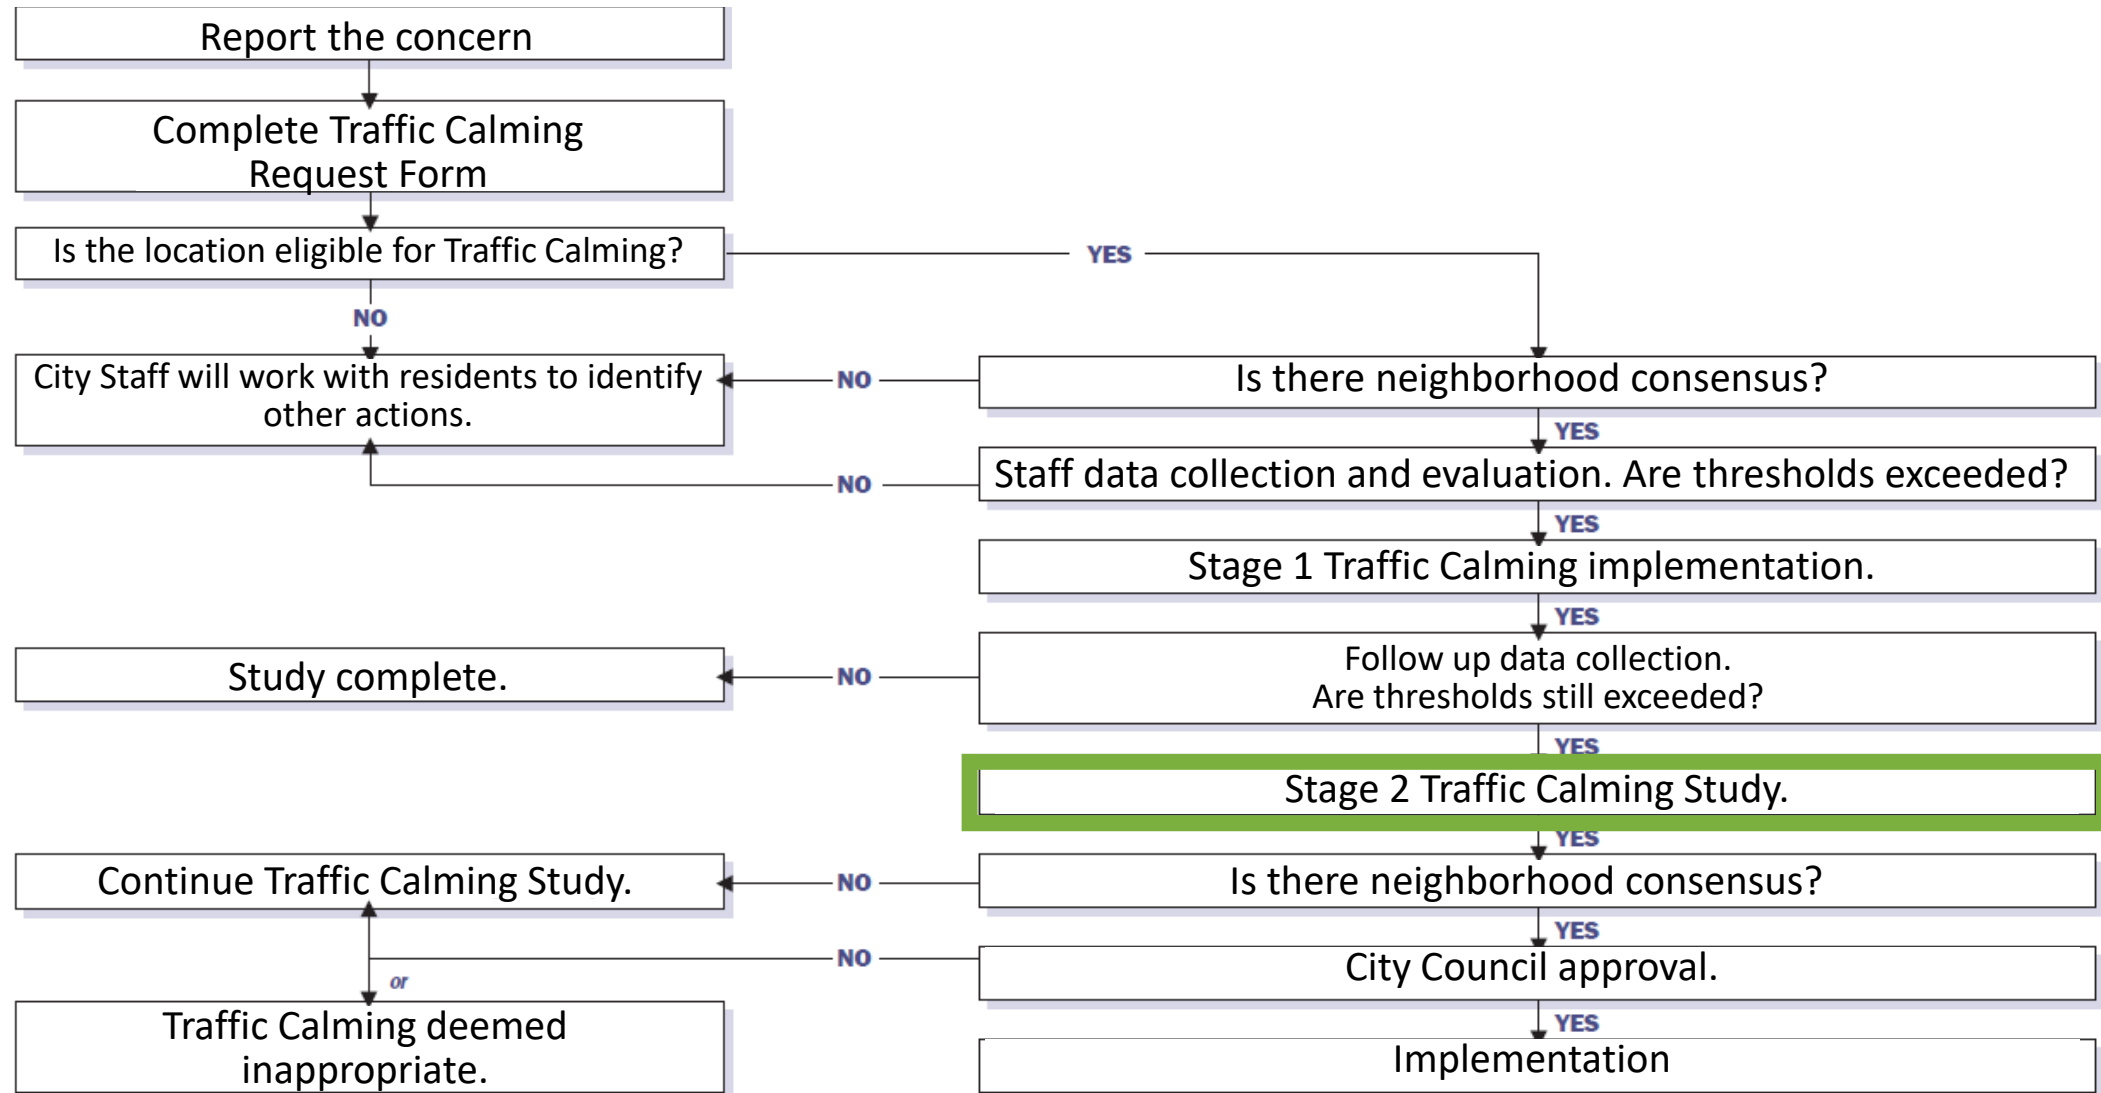 Report the concern
Complete Traffic Calming
Request Form
Is the location eligible for Traffic Calming?
YES
NO
City Staff will work with residents to identify
other actions.
NO
Is there neighborhood consensus?
YES
NO
Staff data collection and evaluation. Are thresholds exceeded?
YES
Stage 1 Traffic Calming implementation.
YES
Study complete.
NO
Follow up data collection.
Are thresholds still exceeded?
YES
Stage 2 Traffic Calming Study.
YES
Continue Traffic Calming Study.
NO
Is there neighborhood consensus?
YES
NO
City Council approval.
or
YES
Traffic Calming deemed
inappropriate.
Implementation